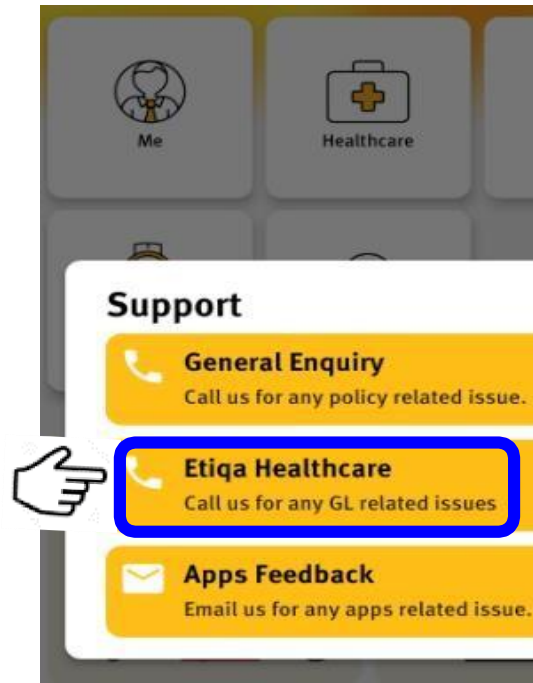 Me
Healthcare
Support
General Enquiry
Call us for any policy related issue.
Etiqa Healthcare
Call us for any GL related issues
Apps Feedback
Email us for any apps related issue.